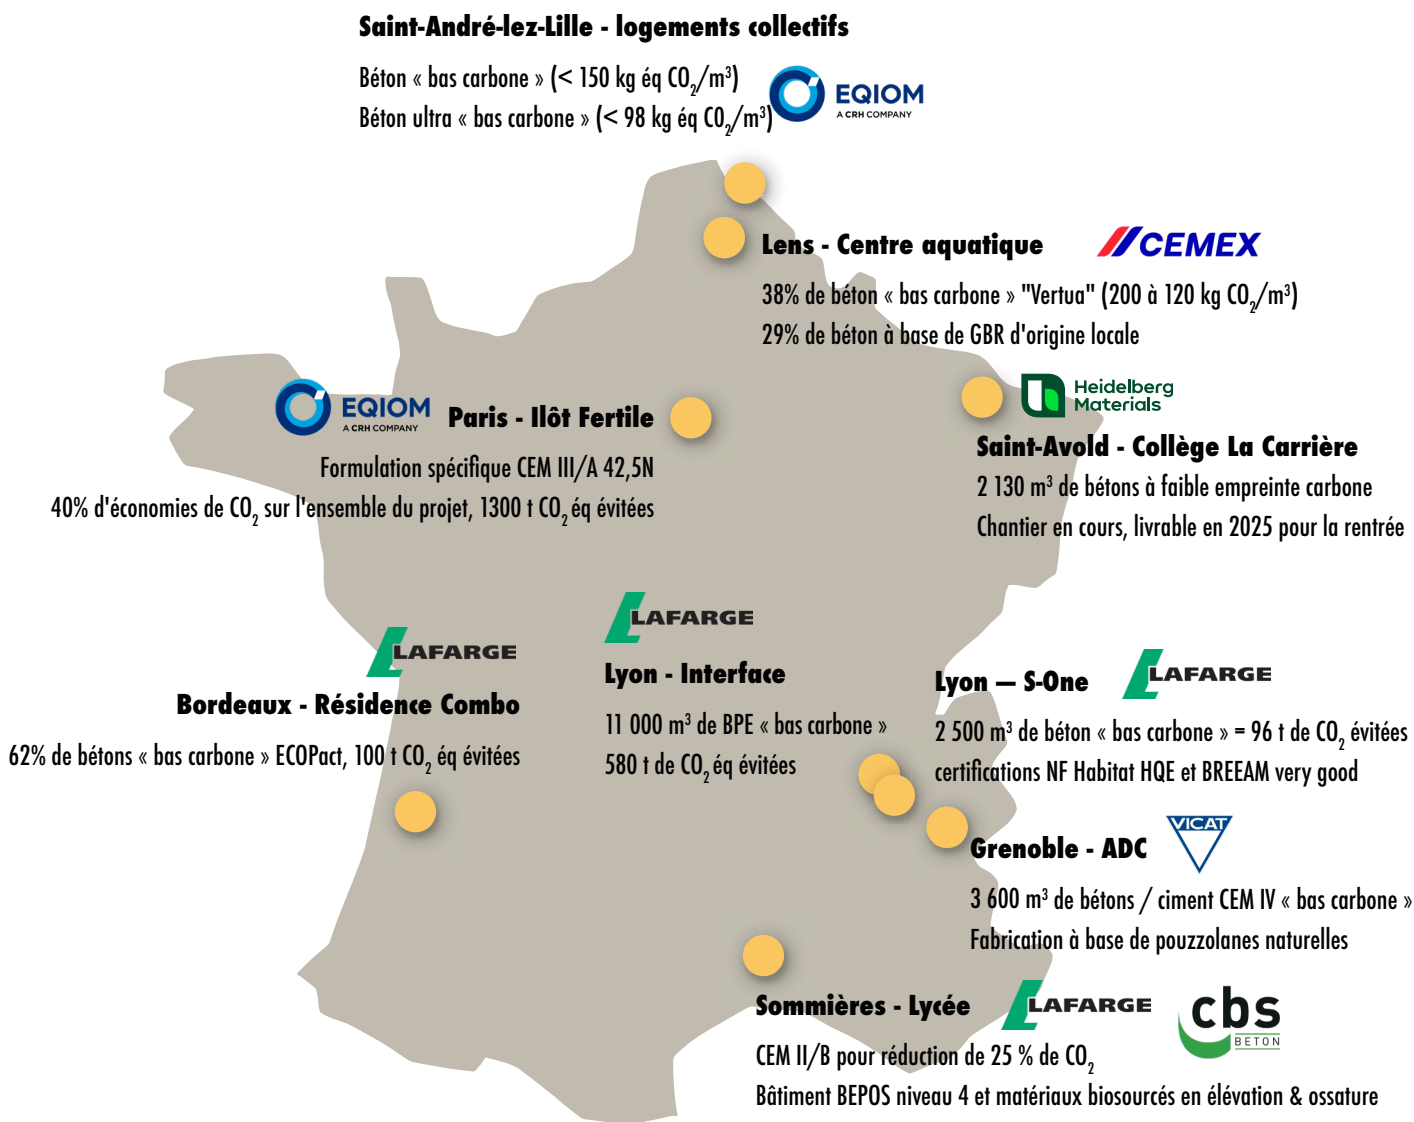 Saint-André-lez-Lille - logements collectifs
Béton « bas carbone » (< 150 kg éq CO₂/m³)
Béton ultra « bas carbone » (< 98 kg éq CO₂/m³)
EQIOM
A CRH COMPANY
Lens - Centre aquatique
CEMEX
38% de béton « bas carbone » "Vertua" (200 à 120 kg CO₂/m³)
29% de béton à base de GBR d'origine locale
EQIOM
A CRH COMPANY
Paris - Ilôt Fertile
Formulation spécifique CEM III/A 42,5N
40% d'économies de CO₂ sur l'ensemble du projet, 1300 t CO₂ éq évitées
Heidelberg
Materials
Saint-Avold - Collège La Carrière
2 130 m³ de bétons à faible empreinte carbone
Chantier en cours, livrable en 2025 pour la rentrée
LAFARGE
Bordeaux - Résidence Combo
62% de bétons « bas carbone » ECOPact, 100 t CO₂ éq évitées
LAFARGE
Lyon - Interface
11 000 m³ de BPE « bas carbone »
580 t de CO₂ éq évitées
Lyon — S-One
LAFARGE
2 500 m³ de béton « bas carbone » = 96 t de CO₂ évitées
certifications NF Habitat HQE et BREEAM very good
Grenoble - ADC
VICAT
3 600 m³ de bétons / ciment CEM IV « bas carbone »
Fabrication à base de pouzzolanes naturelles
Sommières - Lycée
LAFARGE
cbs
BETON
CEM II/B pour réduction de 25 % de CO₂
Bâtiment BEPOS niveau 4 et matériaux biosourcés en élévation & ossature